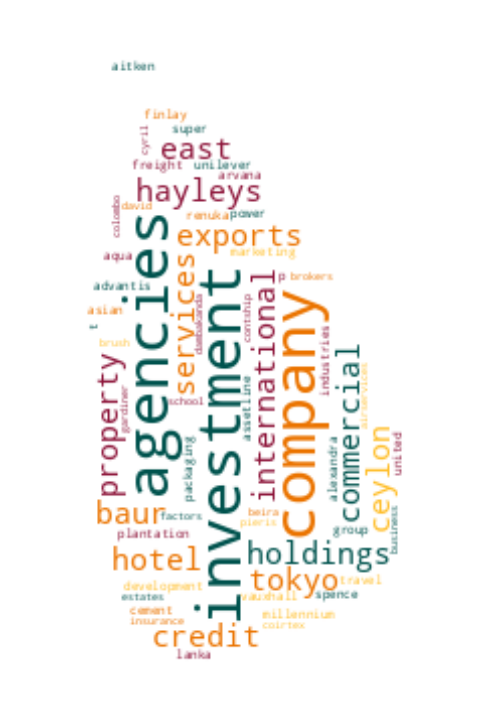 aitken
finlay
cyril
super
east
freight
unilever
arvana
hayleys
colombo
david
renuka
power
exports
marketing
agencies
services
aqua
p
brokers
investment
international
advantis
company
dambakanda
contship
asian
t
brush
industries
property
gardiner
commercial
airservices
school
assetline
packaging
alexandra
ceylon
united
baur
factors
beira
pieris
group
business
plantation
hotel
holdings
tokyo
travel
development
estates
vauxhall
spence
cement
insurance
millennium
coirtex
credit
lanka